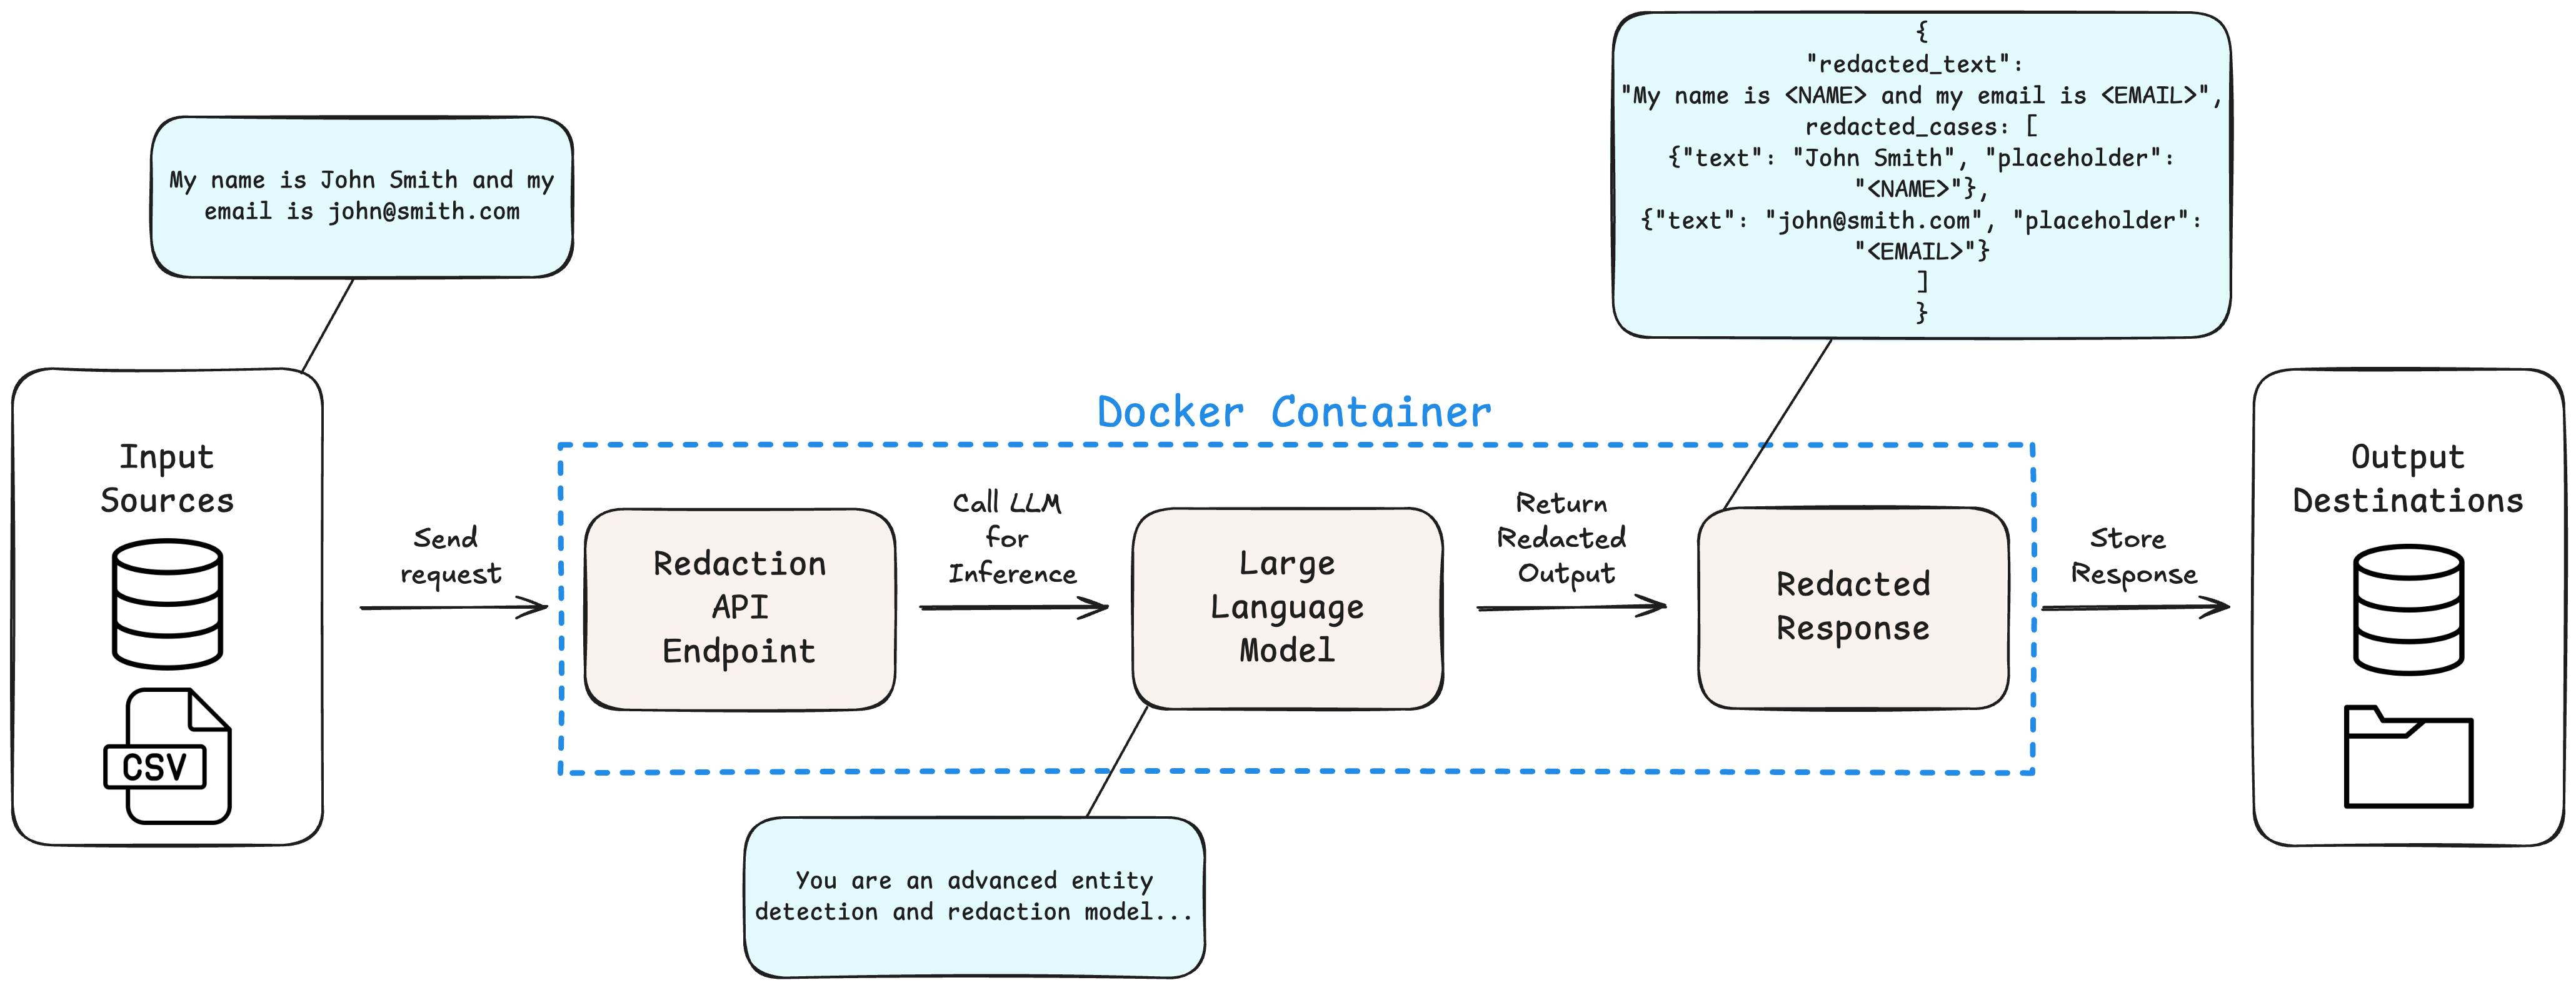 {
"redacted_text":
"My name is <NAME> and my email is <EMAIL>",
redacted_cases: [
{"text": "John Smith", "placeholder":
"<NAME>"},
{"text": "john@smith.com", "placeholder":
"<EMAIL>"}
]
}
My name is John Smith and my
email is john@smith.com
Docker Container
Input
Sources
CSV
Send
request
Redaction
API
Endpoint
Call LLM
for
Inference
Large
Language
Model
Return
Redacted
Output
Redacted
Response
Store
Response
Output
Destinations
You are an advanced entity
detection and redaction model...